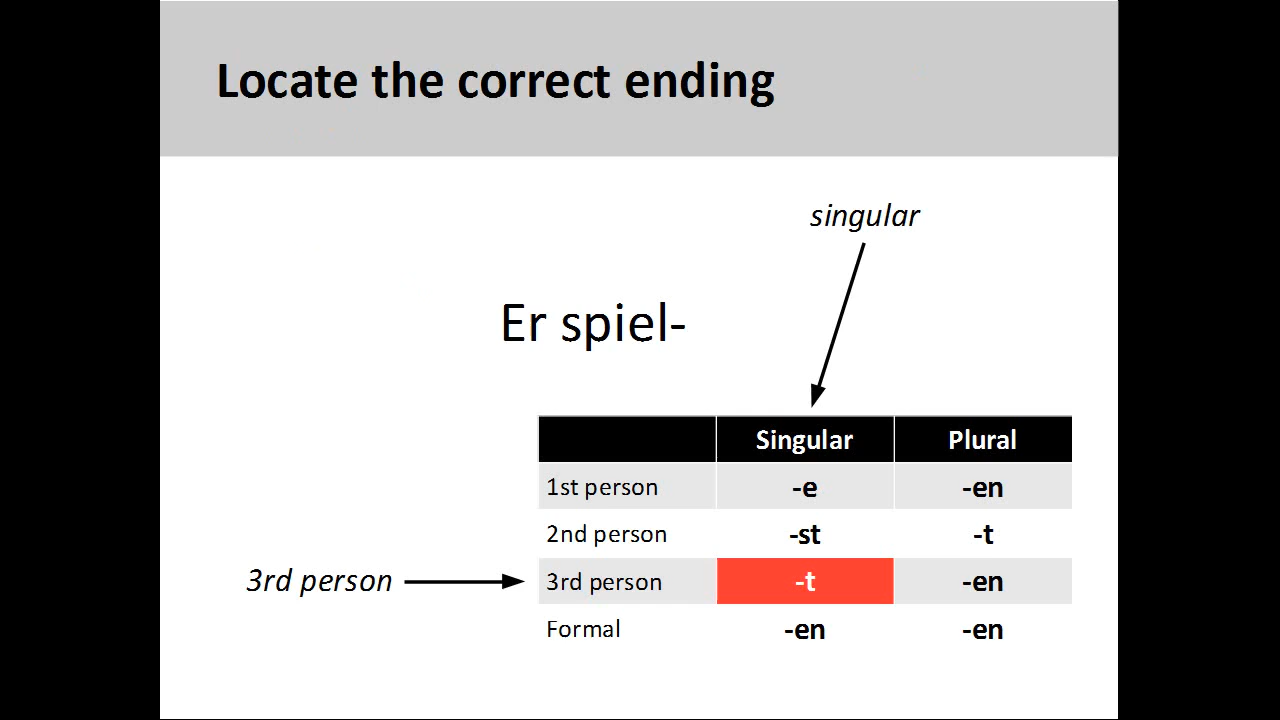 Locate the correct ending
singular
Er spiel-
Singular Plural
1st person -e -en
2nd person -st -t
3rd person 3rd person -t -en
Formal -en -en